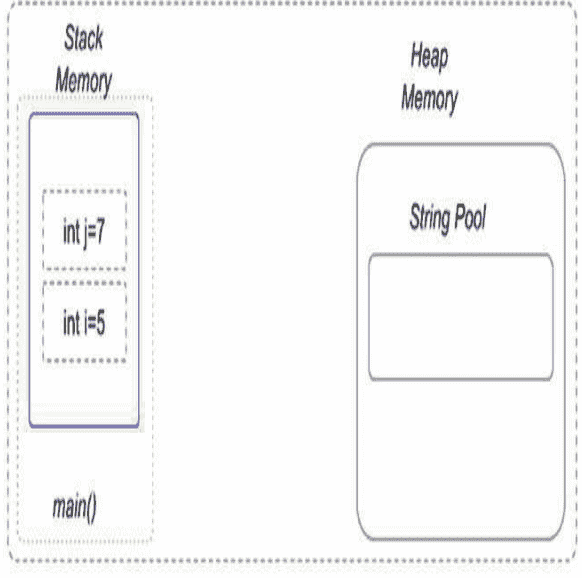 Stack
Memory
int j=7
int i=5
main()
Heap
Memory
String Pool